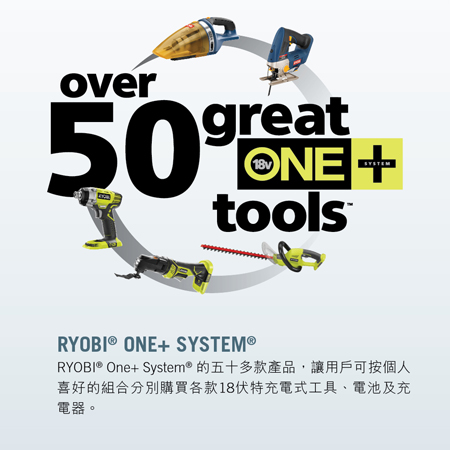 over
50 great
18v ONE + SYSTEM
tools™
RYOBI® ONE+ SYSTEM®
RYOBI® One+ System® 的五十多款產品，讓用戶可按個人
喜好的組合分別購買各款18伏特充電式工具、電池及充
電器。